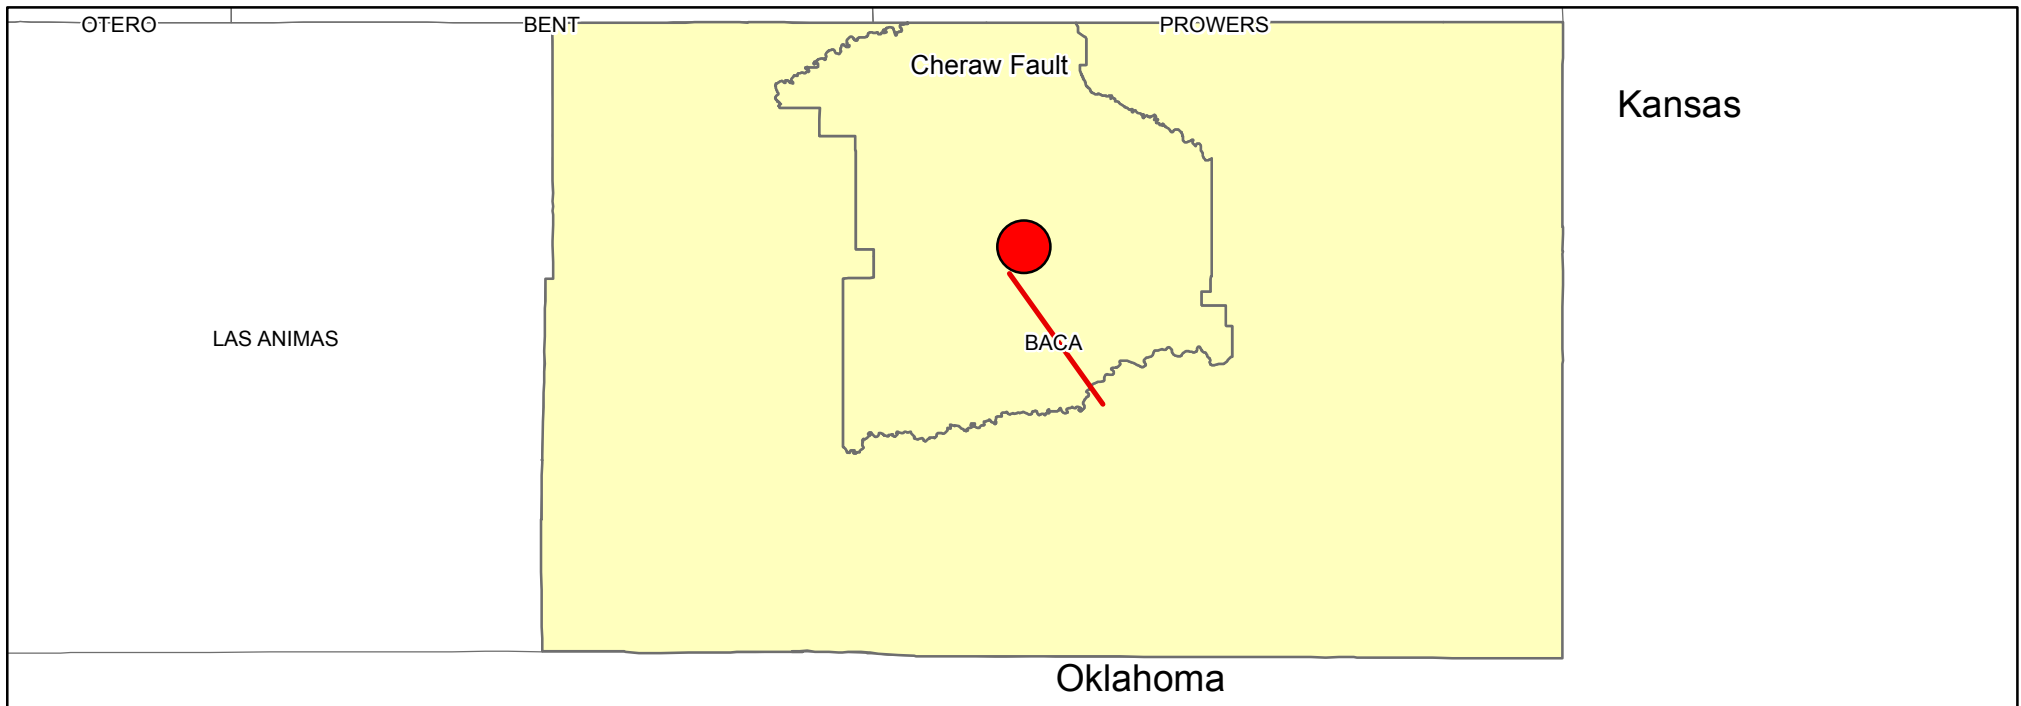 OTERO
BENT
PROWERS
Cheraw Fault
Kansas
LAS ANIMAS
BACA
Oklahoma